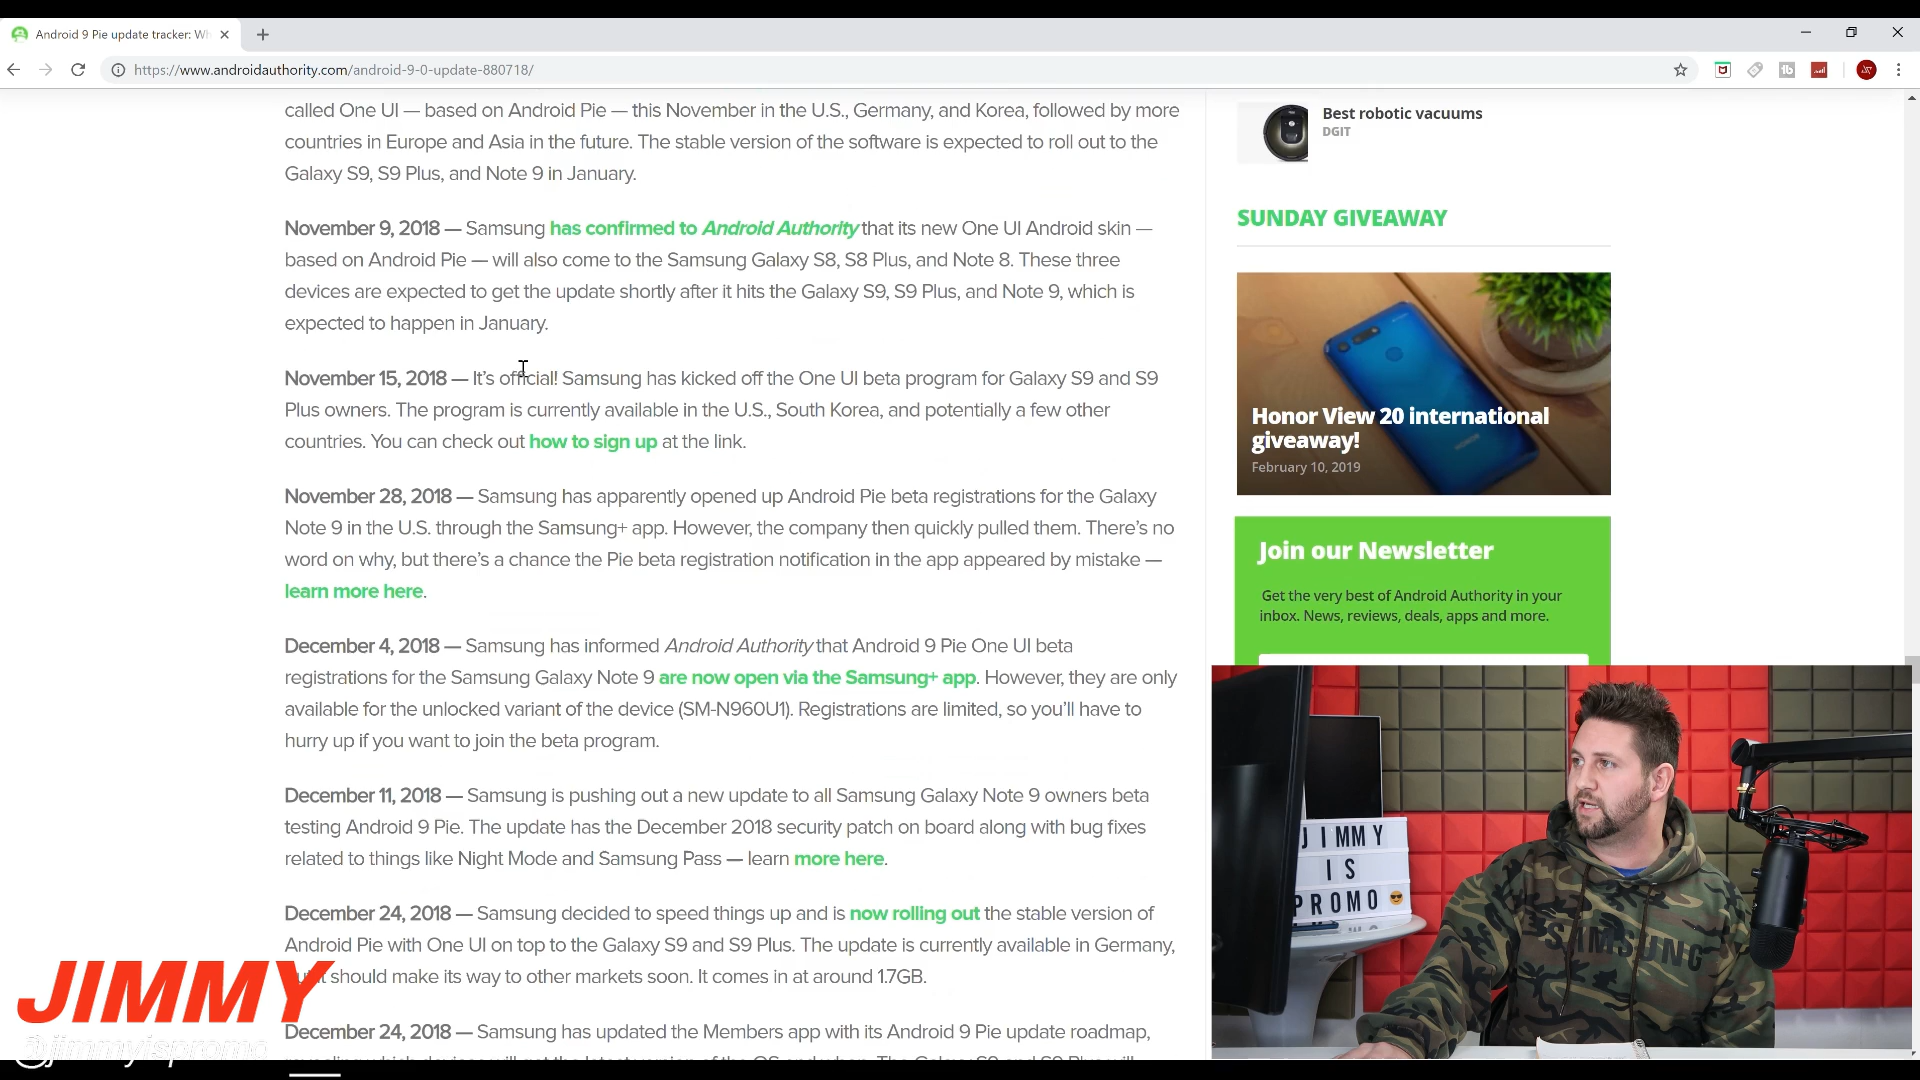 Android 9 Pie update tracker: Wh
https://www.androidauthority.com/android-9-0-update-880718/
called One UI — based on Android Pie — this November in the U.S., Germany, and Korea, followed by more
countries in Europe and Asia in the future. The stable version of the software is expected to roll out to the
Galaxy S9, S9 Plus, and Note 9 in January.
November 9, 2018 — Samsung has confirmed to Android Authority that its new One UI Android skin —
based on Android Pie — will also come to the Samsung Galaxy S8, S8 Plus, and Note 8. These three
devices are expected to get the update shortly after it hits the Galaxy S9, S9 Plus, and Note 9, which is
expected to happen in January.
November 15, 2018 — It's official! Samsung has kicked off the One UI beta program for Galaxy S9 and S9
Plus owners. The program is currently available in the U.S., South Korea, and potentially a few other
countries. You can check out how to sign up at the link.
November 28, 2018 — Samsung has apparently opened up Android Pie beta registrations for the Galaxy
Note 9 in the U.S. through the Samsung+ app. However, the company then quickly pulled them. There's no
word on why, but there's a chance the Pie beta registration notification in the app appeared by mistake —
learn more here.
December 4, 2018 — Samsung has informed Android Authority that Android 9 Pie One UI beta
registrations for the Samsung Galaxy Note 9 are now open via the Samsung+ app. However, they are only
available for the unlocked variant of the device (SM-N960U1). Registrations are limited, so you'll have to
hurry up if you want to join the beta program.
December 11, 2018 — Samsung is pushing out a new update to all Samsung Galaxy Note 9 owners beta
testing Android 9 Pie. The update has the December 2018 security patch on board along with bug fixes
related to things like Night Mode and Samsung Pass — learn more here.
December 24, 2018 — Samsung decided to speed things up and is now rolling out the stable version of
Android Pie with One UI on top to the Galaxy S9 and S9 Plus. The update is currently available in Germany,
should make its way to other markets soon. It comes in at around 1.7GB.
December 24, 2018 — Samsung has updated the Members app with its Android 9 Pie update roadmap,
Best robotic vacuums
DGIT
SUNDAY GIVEAWAY
Honor View 20 international
giveaway!
February 10, 2019
HONOR
Join our Newsletter
Get the very best of Android Authority in your
inbox. News, reviews, deals, apps and more.
JIMMY
IS
PROMO
SAMSUNG
JIMMY
@jimmyispromo